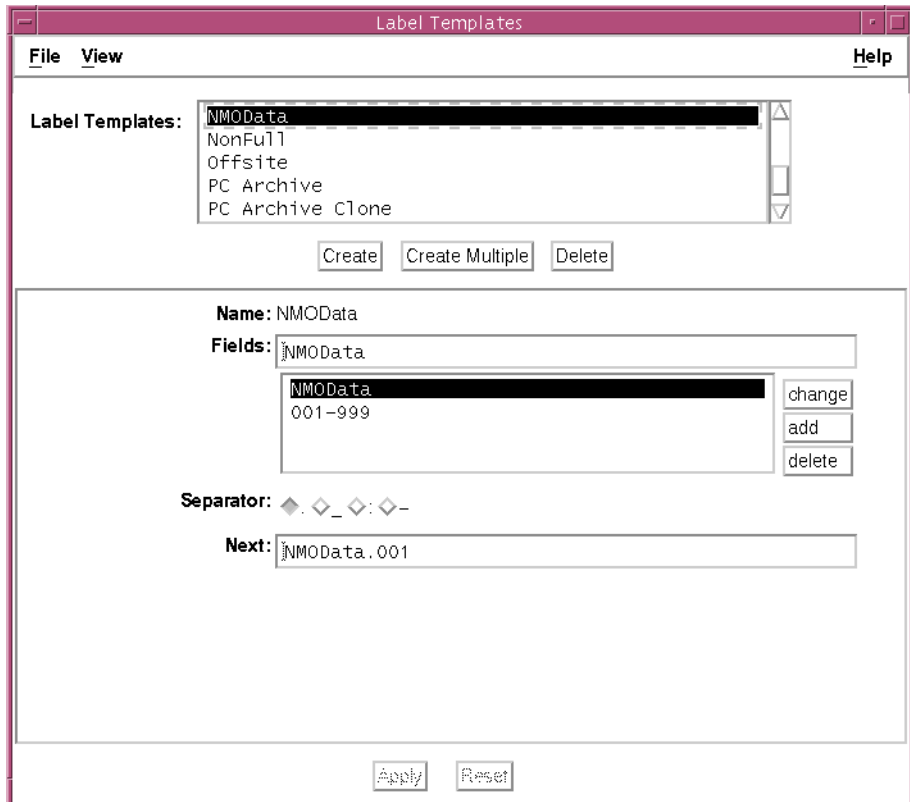 Label Templates
File View Help
Label Templates:
NMOData
NonFull
Offsite
PC Archive
PC Archive Clone
Create Create Multiple Delete
Name: NMOData
Fields: NMOData
NMOData
001-999
change
add
delete
Separator: . _ : -
Next: NMOData.001
Apply Reset